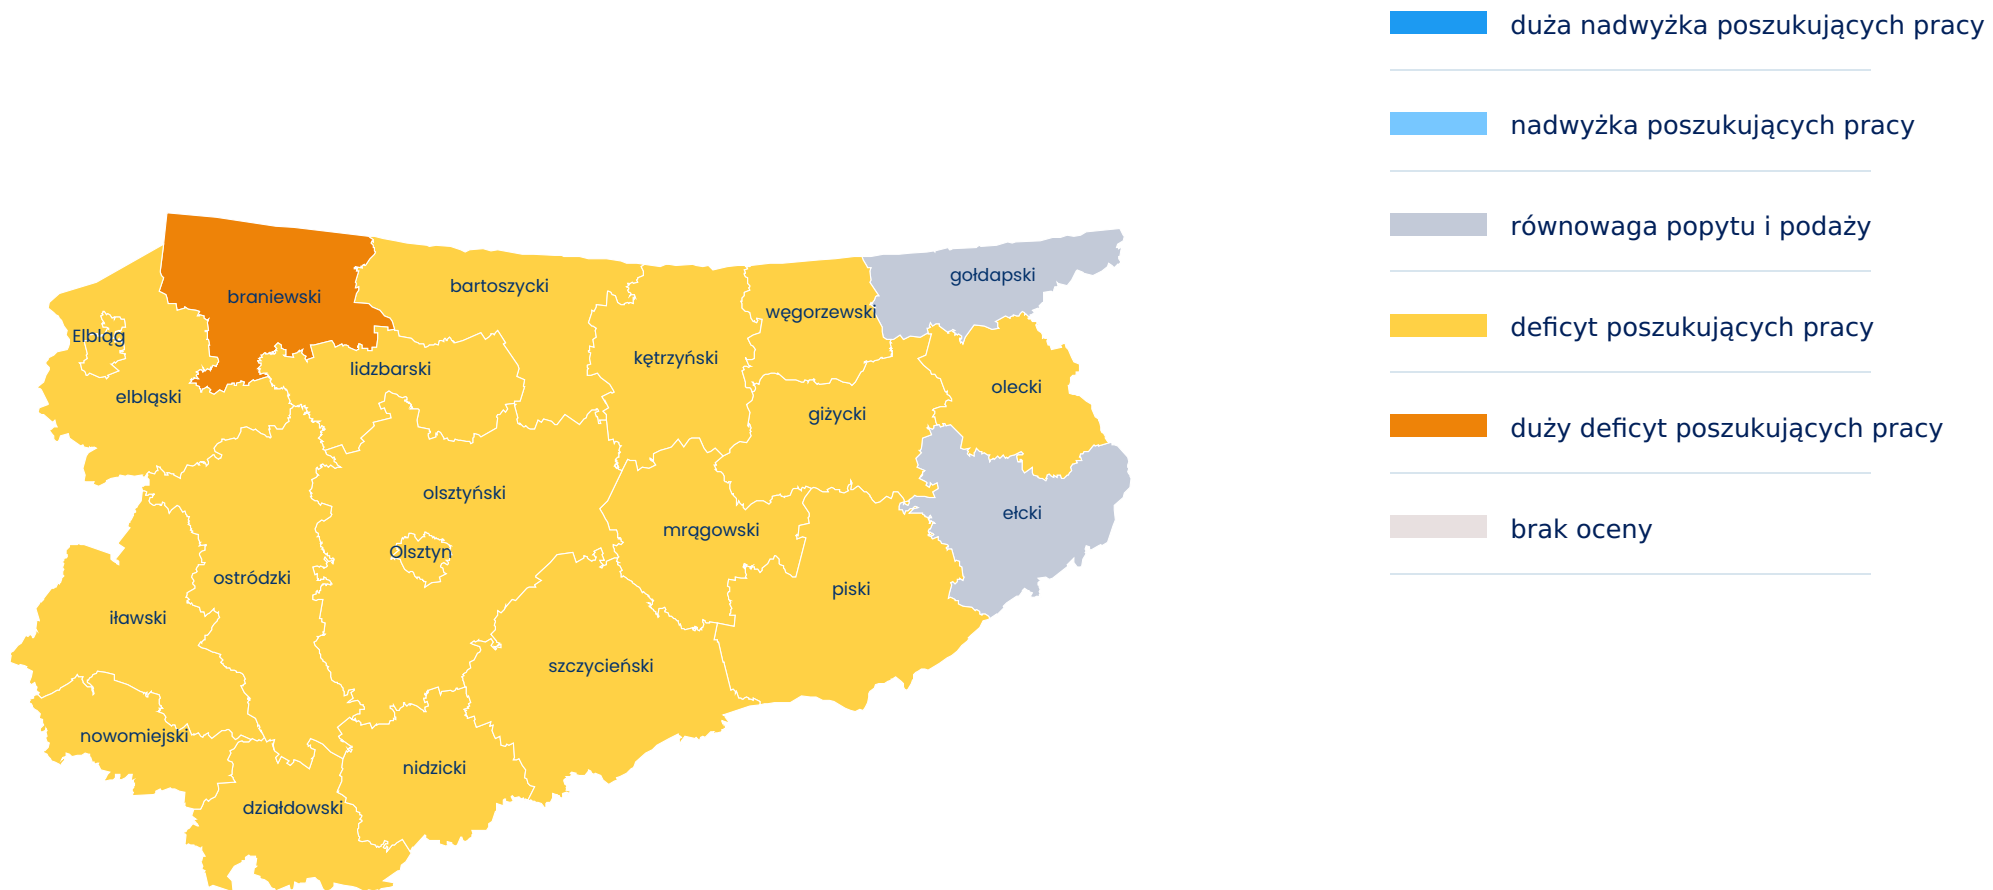 duża nadwyżka poszukujących pracy
nadwyżka poszukujących pracy
równowaga popytu i podaży
deficyt poszukujących pracy
duży deficyt poszukujących pracy
brak oceny
gołdapski
bartoszycki
braniewski
węgorzewski
Elbląg
kętrzyński
lidzbarski
olecki
elbląski
giżycki
olsztyński
ełcki
mrągowski
Olsztyn
ostródzki
piski
iławski
szczycieński
nowomiejski
nidzicki
działdowski